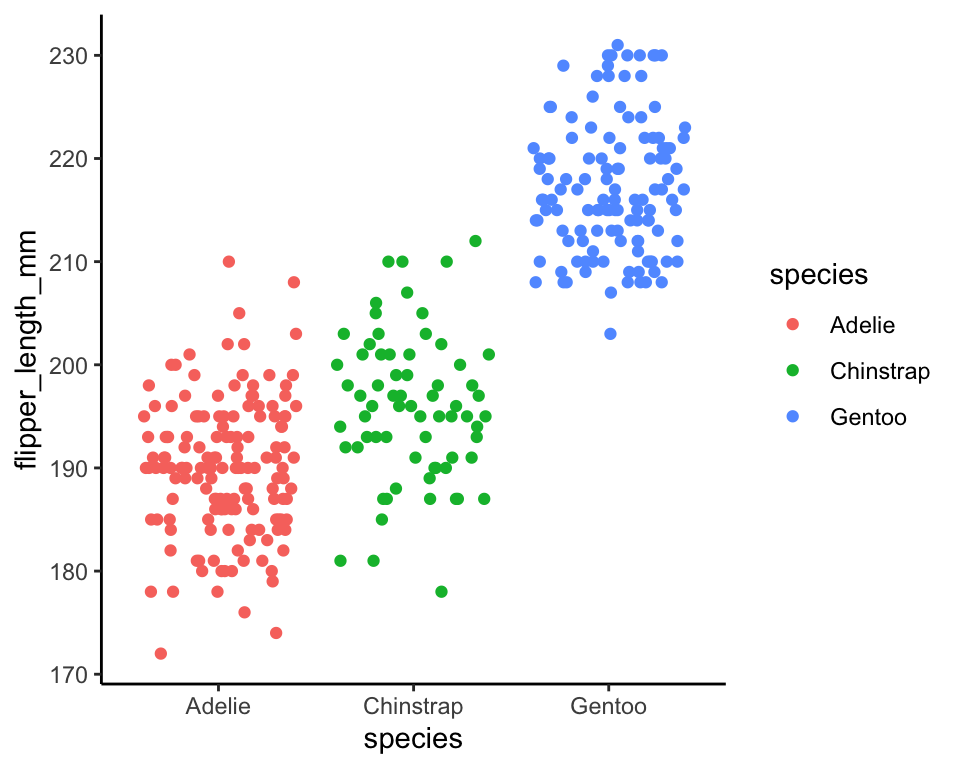 flipper_length_mm
230
220
210
200
190
180
170
Adelie Chinstrap Gentoo
species
species
Adelie
Chinstrap
Gentoo